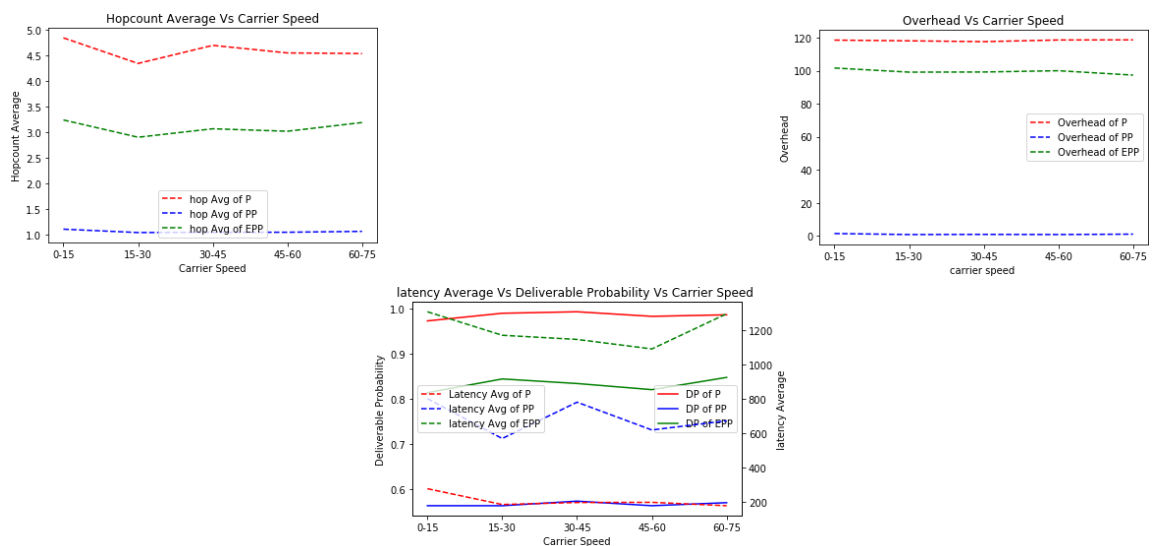 Hopcount Average Vs Carrier Speed
Hopcount Average
5.0
4.5
4.0
3.5
3.0
2.5
2.0
1.5
1.0
hop Avg of P
hop Avg of PP
hop Avg of EPP
0-15 15-30 30-45 45-60 60-75
Carrier Speed
Overhead Vs Carrier Speed
Overhead
120
100
80
60
40
20
0
Overhead of P
Overhead of PP
Overhead of EPP
0-15 15-30 30-45 45-60 60-75
carrier speed
latency Average Vs Deliverable Probability Vs Carrier Speed
Deliverable Probability
1.0
0.9
0.8
0.7
0.6
Latency Avg of P
latency Avg of PP
latency Avg of EPP
DP of P
DP of PP
DP of EPP
1200
1000
800
600
400
200
latency Average
0-15 15-30 30-45 45-60 60-75
Carrier Speed